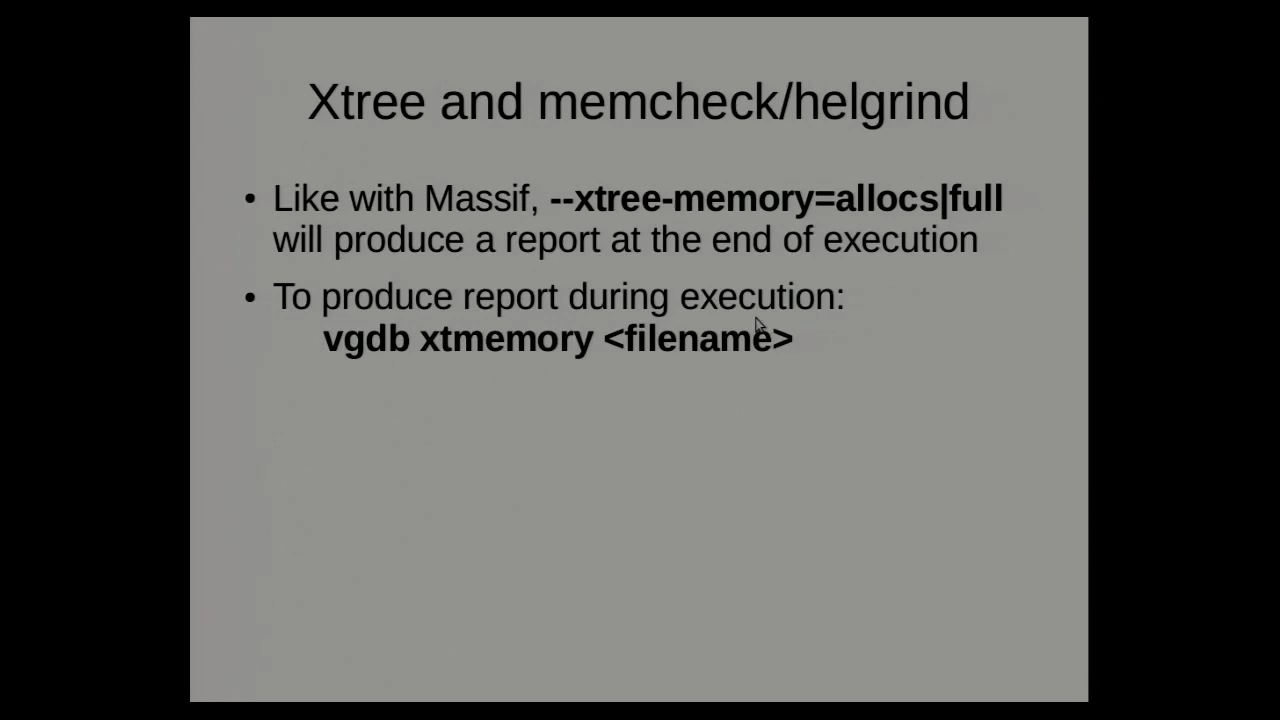 Xtree and memcheck/helgrind
• Like with Massif, --xtree-memory=allocs|full
will produce a report at the end of execution
• To produce report during execution:
vgdb xtmemory <filename>